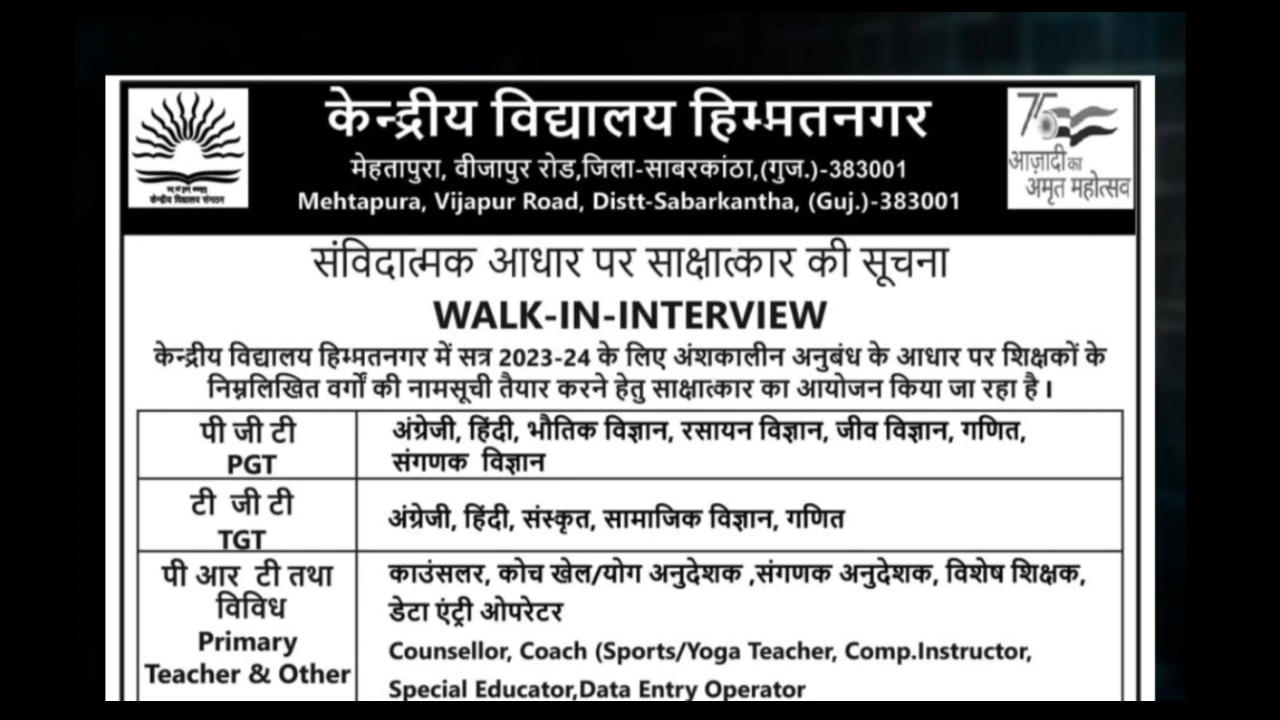 केन्द्रीय विद्यालय हिम्मतनगर
मेहतापुरा, वीजापुर रोड,जिला-साबरकांठा,(गुज.)-383001
Mehtapura, Vijapur Road, Distt-Sabarkantha, (Guj.)-383001
केन्द्रीय विद्यालय संगठन
75
आज़ादी का
अमृत महोत्सव
संविदात्मक आधार पर साक्षात्कार की सूचना
WALK-IN-INTERVIEW
केन्द्रीय विद्यालय हिम्मतनगर में सत्र 2023-24 के लिए अंशकालीन अनुबंध के आधार पर शिक्षकों के
निम्नलिखित वर्गों की नामसूची तैयार करने हेतु साक्षात्कार का आयोजन किया जा रहा है ।
पी जी टी
PGT
अंग्रेजी, हिंदी, भौतिक विज्ञान, रसायन विज्ञान, जीव विज्ञान, गणित,
संगणक विज्ञान
टी जी टी
TGT
अंग्रेजी, हिंदी, संस्कृत, सामाजिक विज्ञान, गणित
पी आर टी तथा
विविध
Primary
Teacher & Other
काउंसलर, कोच खेल/योग अनुदेशक ,संगणक अनुदेशक, विशेष शिक्षक,
डेटा एंट्री ओपरेटर
Counsellor, Coach (Sports/Yoga Teacher, Comp.Instructor,
Special Educator,Data Entry Operator